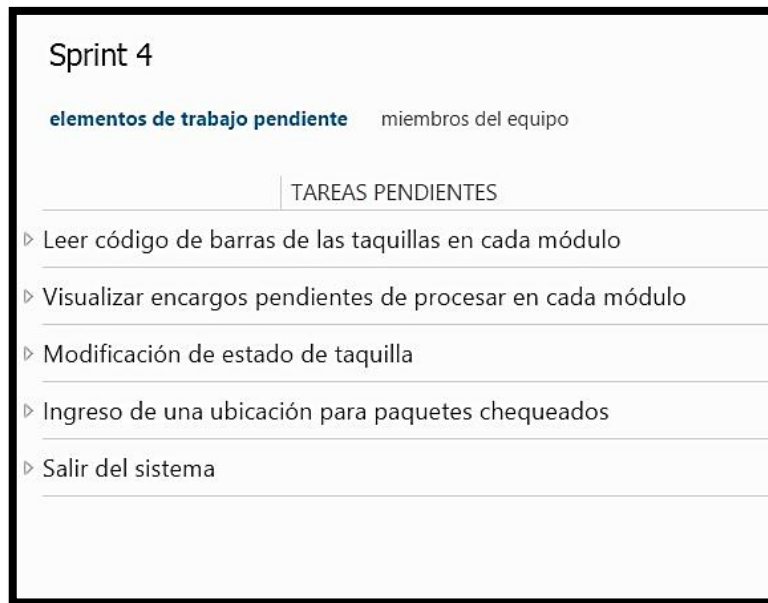 Sprint 4
elementos de trabajo pendiente miembros del equipo
TAREAS PENDIENTES
Leer código de barras de las taquillas en cada módulo
Visualizar encargos pendientes de procesar en cada módulo
Modificación de estado de taquilla
Ingreso de una ubicación para paquetes chequeados
Salir del sistema